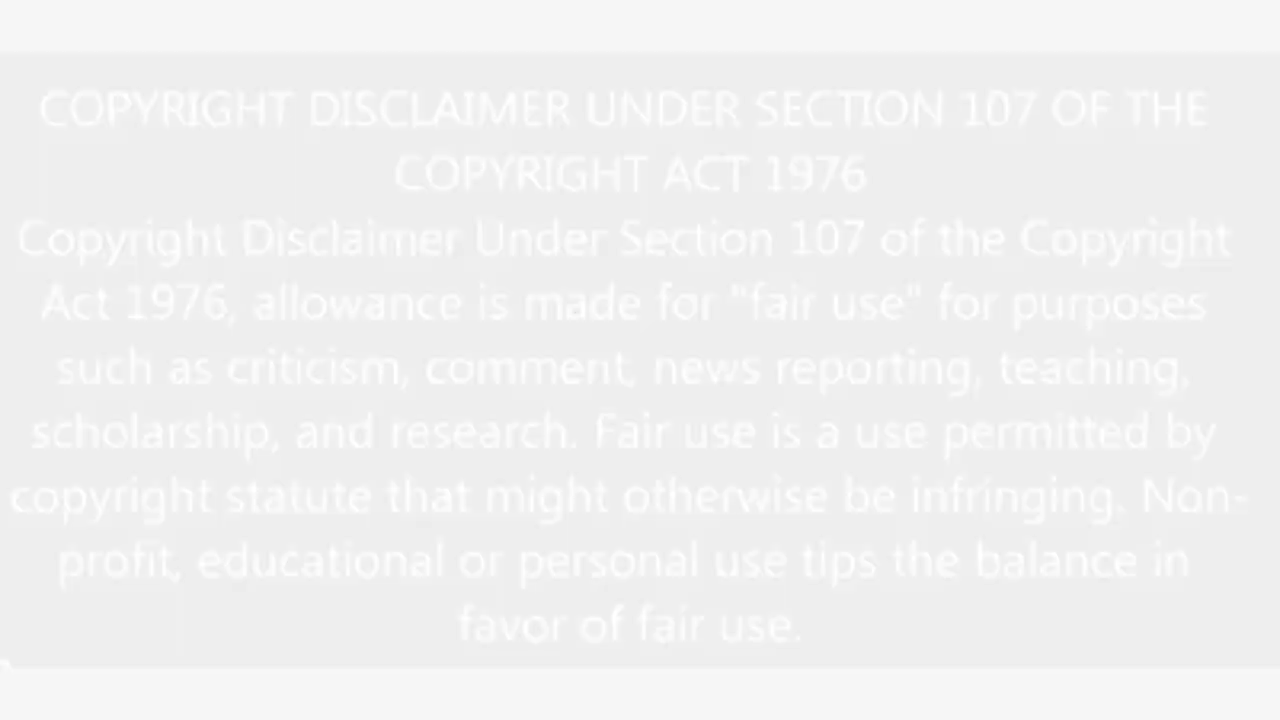 COPYRIGHT DISCLAIMER UNDER SECTION 107 OF THE
COPYRIGHT ACT 1976
Copyright Disclaimer Under Section 107 of the Copyright
Act 1976, allowance is made for "fair use" for purposes
such as criticism, comment, news reporting, teaching,
scholarship, and research. Fair use is a use permitted by
copyright statute that might otherwise be infringing. Non-
profit, educational or personal use tips the balance in
favor of fair use.